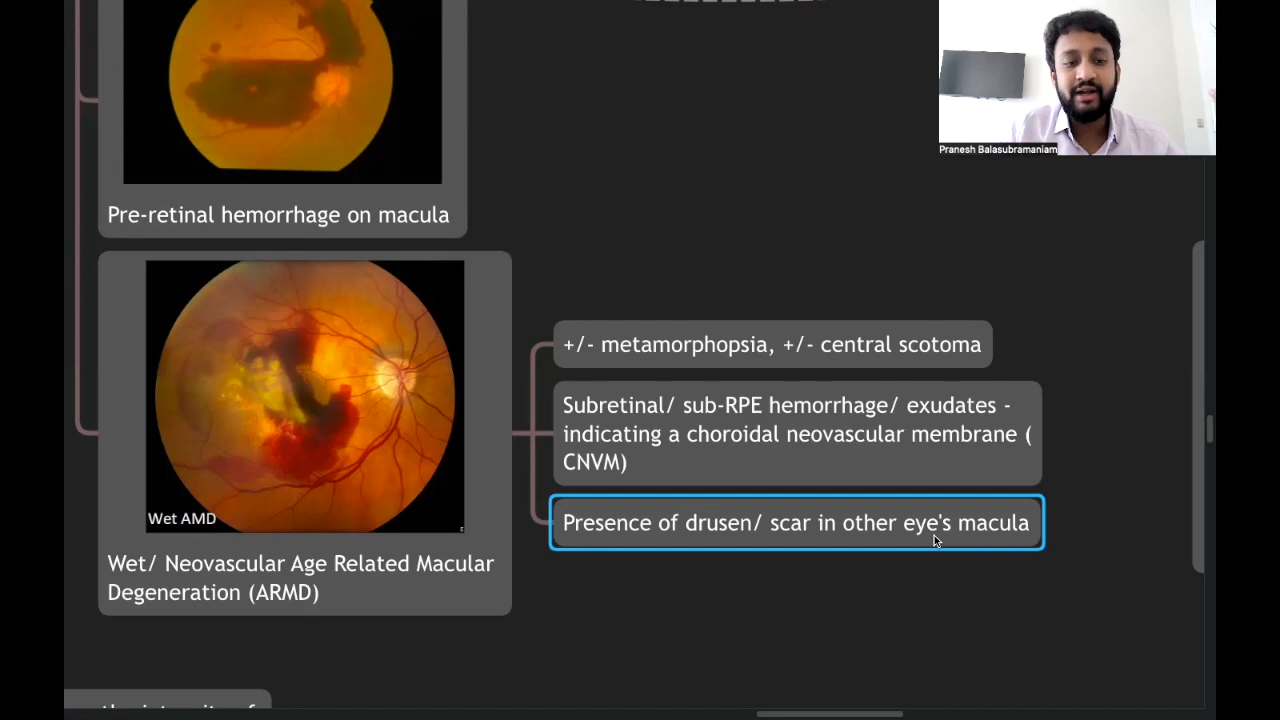 Pranesh Balasubramaniam
Pre-retinal hemorrhage on macula
Wet AMD
Wet/ Neovascular Age Related Macular
Degeneration (ARMD)
+/- metamorphopsia, +/- central scotoma
Subretinal/ sub-RPE hemorrhage/ exudates -
indicating a choroidal neovascular membrane (
CNVM)
Presence of drusen/ scar in other eye's macula